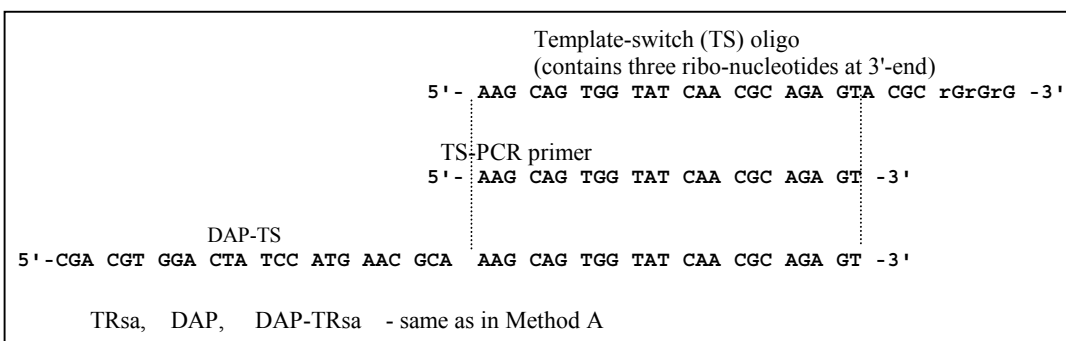 Template-switch (TS) oligo
(contains three ribo-nucleotides at 3'-end)
5'- AAG CAG TGG TAT CAA CGC AGA GTA CGC rGrGrG -3'
TS-PCR primer
5'- AAG CAG TGG TAT CAA CGC AGA GT -3'
DAP-TS
5'-CGA CGT GGA CTA TCC ATG AAC GCA AAG CAG TGG TAT CAA CGC AGA GT -3'
TRsa, DAP, DAP-TRsa - same as in Method A